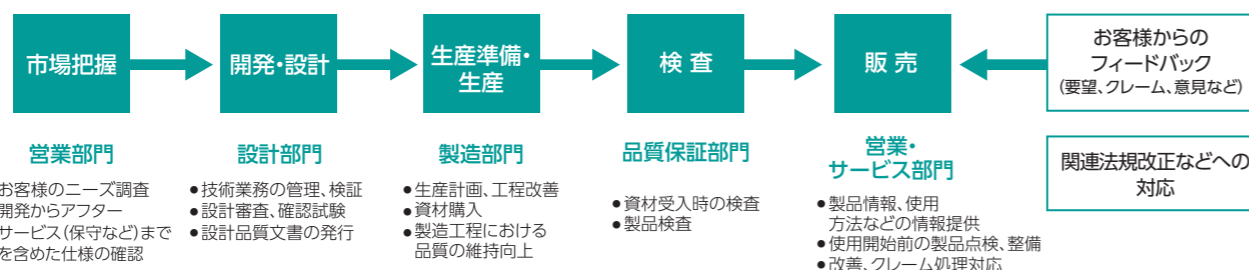 市場把握
開発・設計
生産準備・
生産
検 査
販 売
お客様からの
フィードバック
(要望、クレーム、意見など)
営業部門
お客様のニーズ調査
開発からアフター
サービス(保守など)まで
を含めた仕様の確認
設計部門
●技術業務の管理、検証
●設計審査、確認試験
●設計品質文書の発行
製造部門
●生産計画、工程改善
●資材購入
●製造工程における
品質の維持向上
品質保証部門
●資材受入時の検査
●製品検査
営業・
サービス部門
●製品情報、使用
方法などの情報提供
●使用開始前の製品点検、整備
●改善、クレーム処理対応
関連法規改正などへの
対応